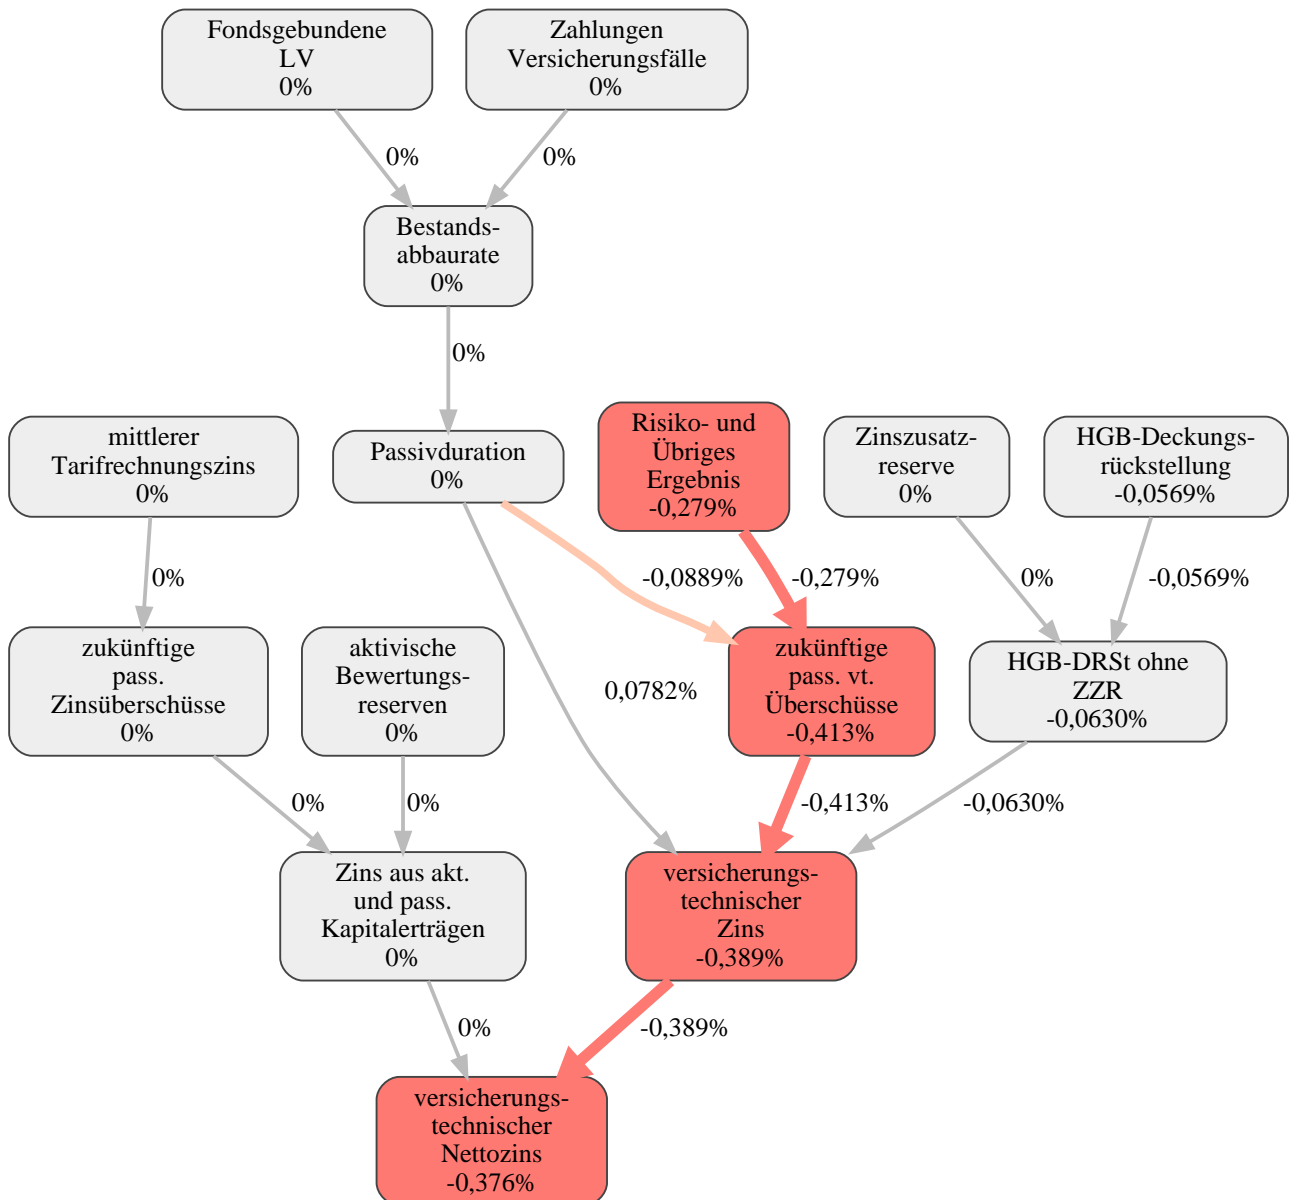 Fondsgebundene
LV
0%
Zahlungen
Versicherungsfälle
0%
0%
0%
Bestands-
abbaurate
0%
0%
mittlerer
Tarifrechnungszins
0%
Passivduration
0%
Risiko- und
Übriges
Ergebnis
-0,279%
Zinszusatz-
reserve
0%
HGB-Deckungs-
rückstellung
-0,0569%
0%
-0,0889%
-0,279%
0%
-0,0569%
zukünftige
pass.
Zinsüberschüsse
0%
aktivische
Bewertungs-
reserven
0%
0,0782%
zukünftige
pass. vt.
Überschüsse
-0,413%
HGB-DRSt ohne
ZZR
-0,0630%
0%
0%
-0,413%
-0,0630%
Zins aus akt.
und pass.
Kapitalerträgen
0%
versicherungs-
technischer
Zins
-0,389%
0%
-0,389%
versicherungs-
technischer
Nettozins
-0,376%